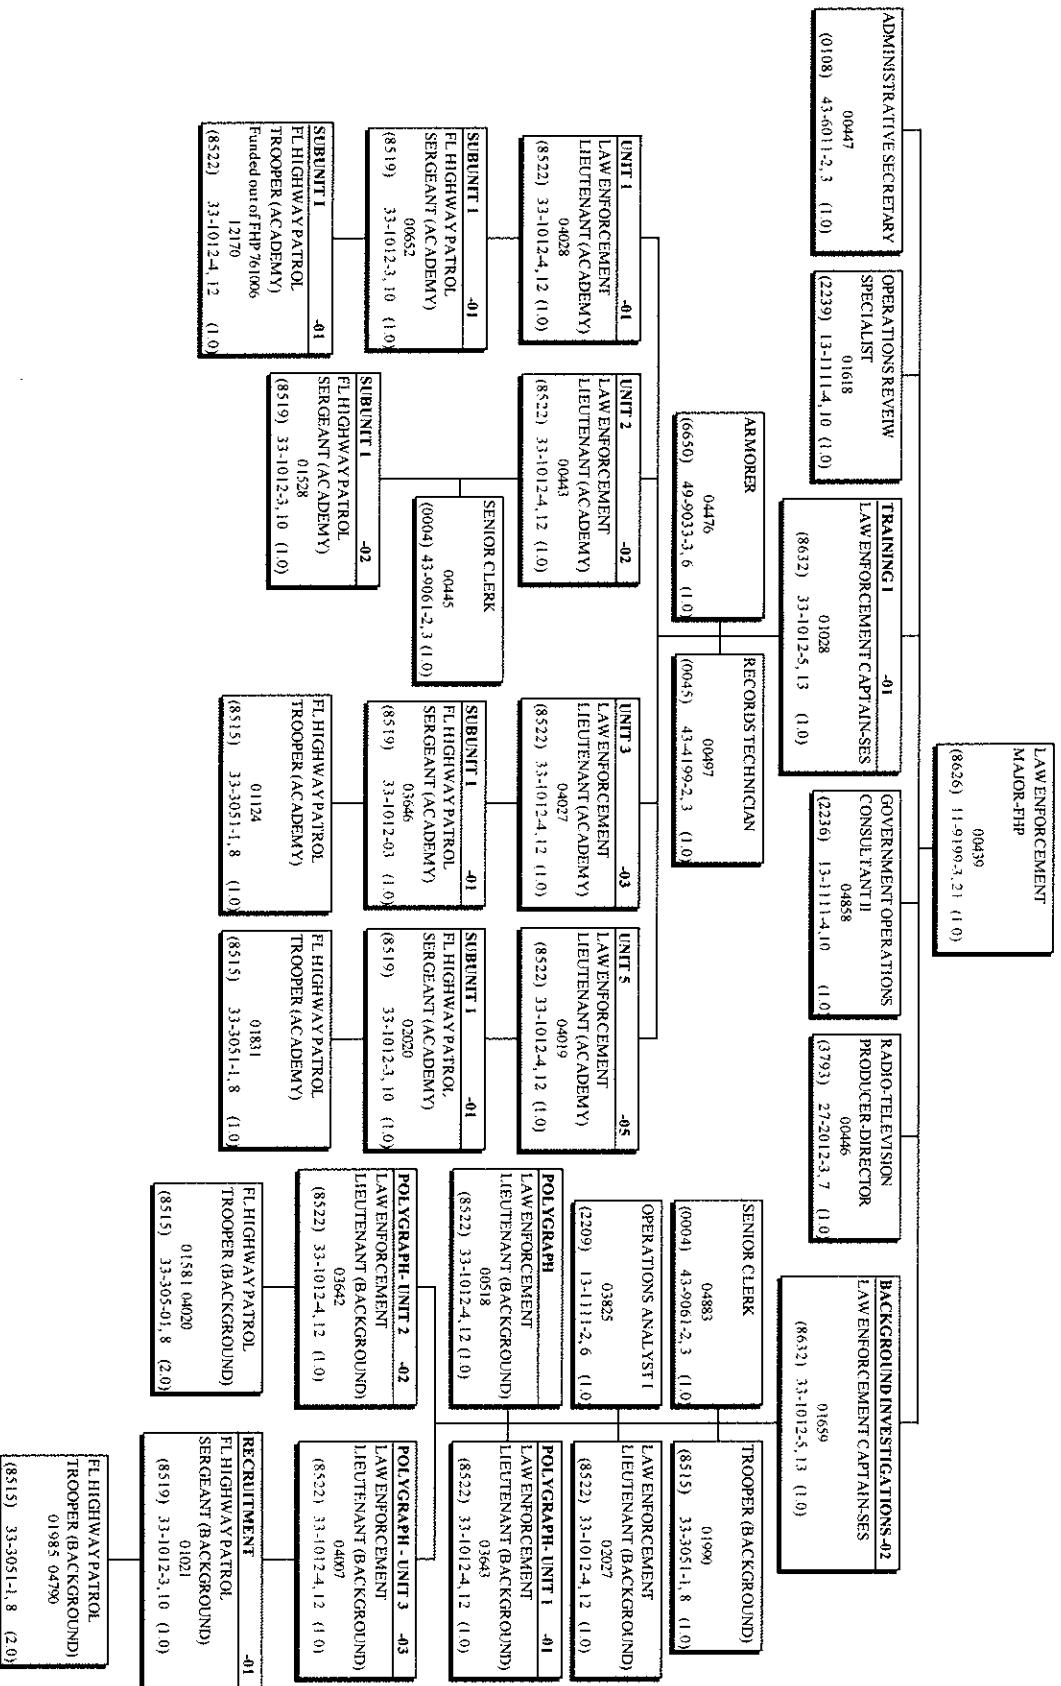 LAW ENFORCEMENT
MAJOR-FHP
00439
(8626) 11-9199-3, 21 (1.0)
ADMINISTRATIVE SECRETARY
00447
(0108) 43-6011-2, 3 (1.0)
OPERATIONS REVEIW
SPECIALIST
01618
(2239) 13-1111-4, 10 (1.0)
TRAINING 1 -01
LAW ENFORCEMENT CAPTAIN-SES
01028
(8632) 33-1012-5, 13 (1.0)
GOVERNMENT OPERATIONS
CONSULTANT II
04858
(2236) 13-1111-4,10 (1.0)
RADIO-TELEVISION
PRODUCER-DIRECTOR
00446
(3793) 27-2012-3, 7 (1.0)
BACKGROUND INVESTIGATIONS -02
LAW ENFORCEMENT CAPTAIN-SES
01659
(8632) 33-1012-5, 13 (1.0)
ARMORER
04476
(6650) 49-9033-3, 6 (1.0)
RECORDS TECHNICIAN
00497
(0045) 43-4199-2, 3 (1.0)
UNIT 1 -01
LAW ENFORCEMENT
LIEUTENANT (ACADEMY)
04028
(8522) 33-1012-4, 12 (1.0)
UNIT 2 -02
LAW ENFORCEMENT
LIEUTENANT (ACADEMY)
00443
(8522) 33-1012-4, 12 (1.0)
UNIT 3 -03
LAW ENFORCEMENT
LIEUTENANT (ACADEMY)
04027
(8522) 33-1012-4, 12 (1.0)
UNIT 5 -05
LAW ENFORCEMENT
LIEUTENANT (ACADEMY)
04019
(8522) 33-1012-4, 12 (1.0)
SUBUNIT 1 -01
FL HIGHWAY PATROL
SERGEANT (ACADEMY)
00652
(8519) 33-1012-3, 10 (1.0)
SENIOR CLERK
00445
(0004) 43-9061-2, 3 (1.0)
SUBUNIT 1 -02
FL HIGHWAY PATROL
SERGEANT (ACADEMY)
01528
(8519) 33-1012-3, 10 (1.0)
SUBUNIT 1 -01
FL HIGHWAY PATROL
SERGEANT (ACADEMY)
03646
(8519) 33-1012-03 (1.0)
SUBUNIT 1 -01
FL HIGHWAY PATROL
SERGEANT (ACADEMY)
02020
(8519) 33-1012-3, 10 (1.0)
SUBUNIT 1 -01
FL HIGHWAY PATROL
TROOPER (ACADEMY)
Funded out of FHP 761006
12170
(8522) 33-1012-4, 12 (1.0)
FL HIGHWAY PATROL
TROOPER (ACADEMY)
01124
(8515) 33-3051-1, 8 (1.0)
FL HIGHWAY PATROL
TROOPER (ACADEMY)
01831
(8515) 33-3051-1, 8 (1.0)
SENIOR CLERK
04883
(0004) 43-9061-2, 3 (1.0)
TROOPER (BACKGROUND)
01990
(8515) 33-3051-1, 8 (1.0)
OPERATIONS ANALYST I
03825
(2209) 13-1111-2, 6 (1.0)
LAW ENFORCEMENT
LIEUTENANT (BACKGROUND)
02027
(8522) 33-1012-4, 12 (1.0)
POLYGRAPH
LAW ENFORCEMENT
LIEUTENANT (BACKGROUND)
00518
(8522) 33-1012-4, 12 (1.0)
POLYGRAPH- UNIT 1 -01
LAW ENFORCEMENT
LIEUTENANT (BACKGROUND)
03643
(8522) 33-1012-4, 12 (1.0)
POLYGRAPH- UNIT 2 -02
LAW ENFORCEMENT
LIEUTENANT (BACKGROUND)
03642
(8522) 33-1012-4, 12 (1.0)
POLYGRAPH - UNIT 3 -03
LAW ENFORCEMENT
LIEUTENANT (BACKGROUND)
04007
(8522) 33-1012-4, 12 (1.0)
FL HIGHWAY PATROL
TROOPER (BACKGROUND)
01581 04020
(8515) 33-305-01, 8 (2.0)
RECRUITMENT -01
FL HIGHWAY PATROL
SERGEANT (BACKGROUND)
01021
(8519) 33-1012-3, 10 (1.0)
FL HIGHWAY PATROL
TROOPER (BACKGROUND)
01985 04790
(8515) 33-3051-1, 8 (2.0)